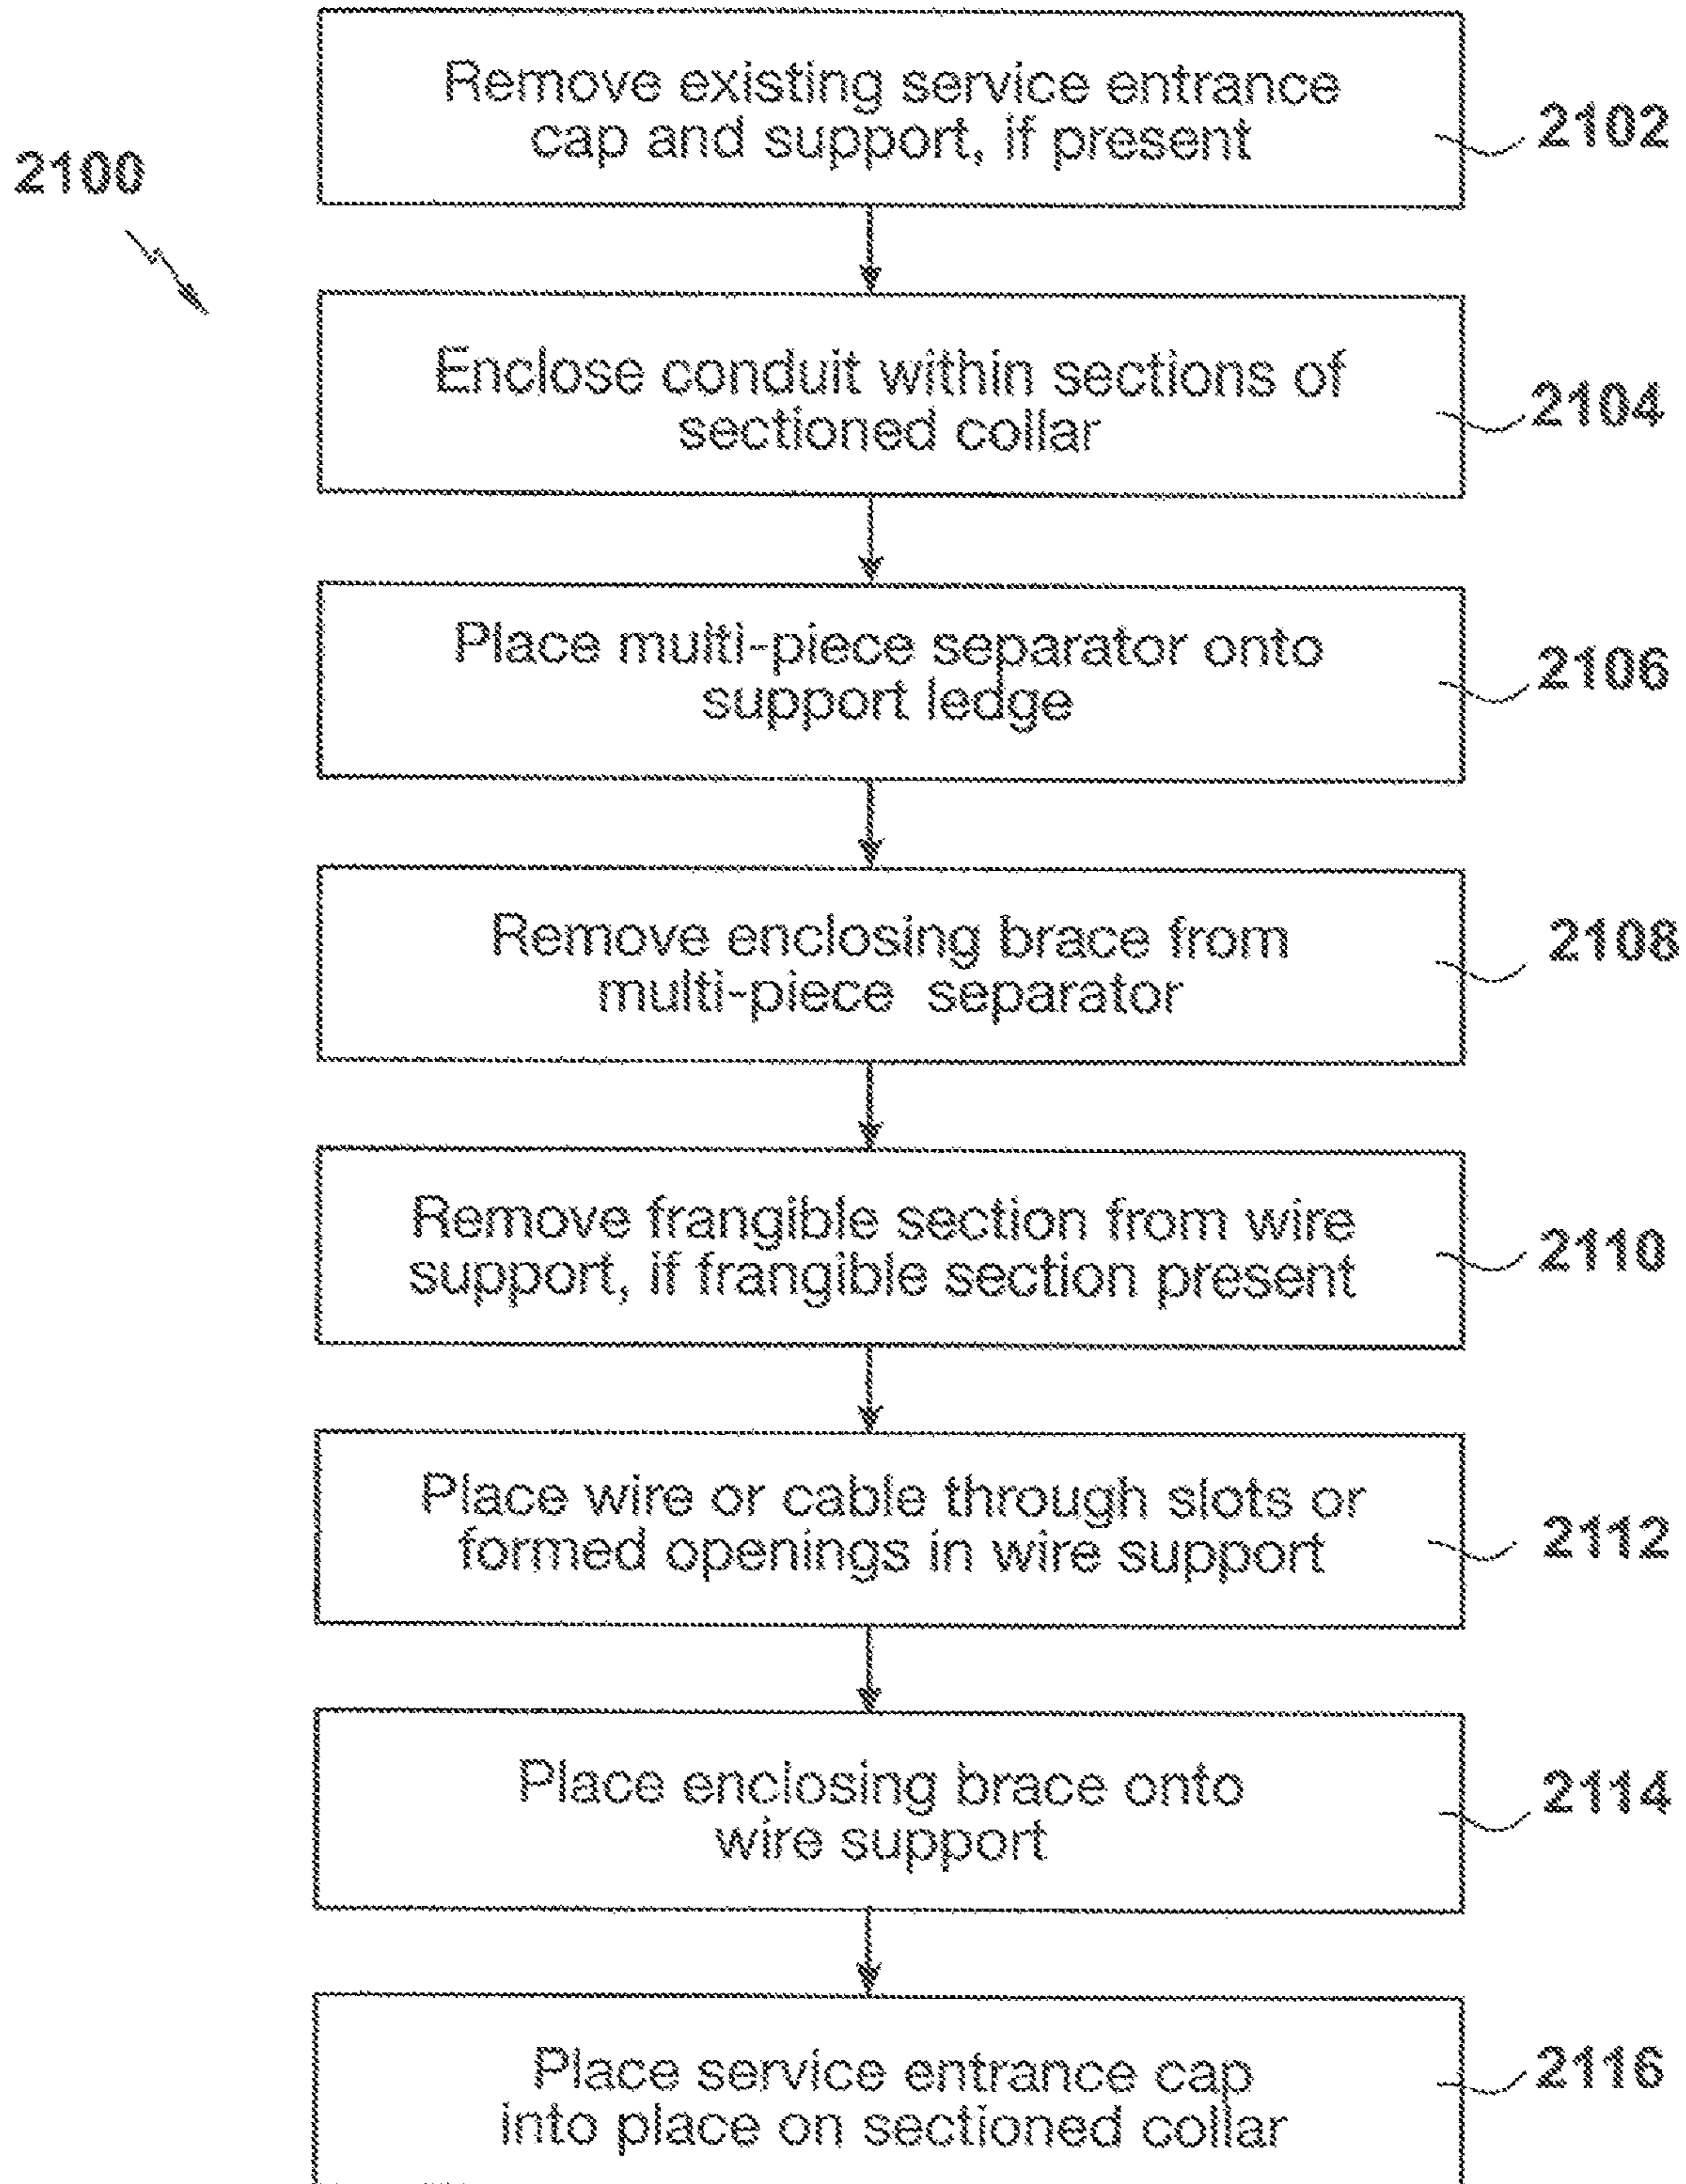 Remove existing service entrance
cap and support, if present
2102
2100
Enclose conduit within sections of
sectioned collar
2104
Place multi-piece separator onto
support ledge
2106
Remove enclosing brace from
multi-piece separator
2108
Remove frangible section from wire
support, if frangible section present
2110
Place wire or cable through slots or
formed openings in wire support
2112
Place enclosing brace onto
wire support
2114
Place service entrance cap
into place on sectioned collar
2116